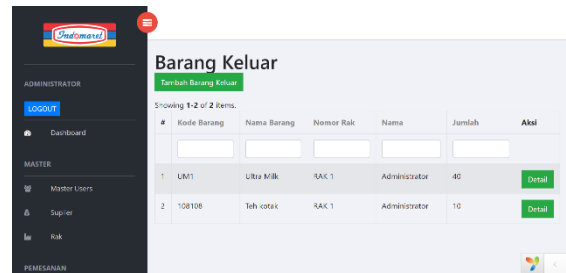 Indomaret
ADMINISTRATOR
LOGOUT
Dashboard
MASTER
Master Users
Suplier
Rak
PEMESANAN
Barang Keluar
Tambah Barang Keluar
Showing 1-2 of 2 items.
# Kode Barang Nama Barang Nomor Rak Nama Jumlah Aksi
1 UM1 Ultra Milk RAK 1 Administrator 40 Detail
2 108108 Teh kotak RAK 1 Administrator 10 Detail